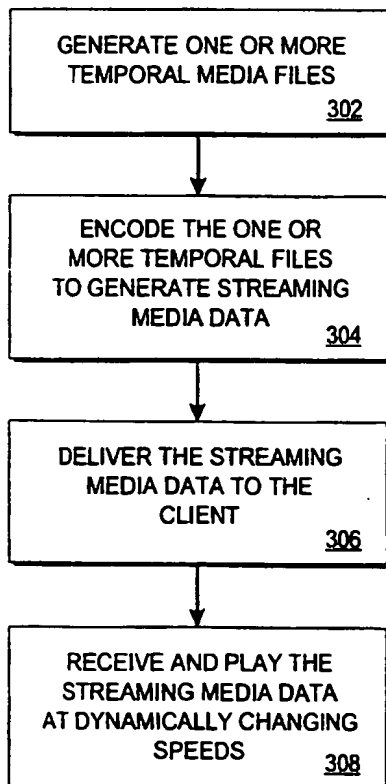 GENERATE ONE OR MORE
TEMPORAL MEDIA FILES
302
ENCODE THE ONE OR
MORE TEMPORAL FILES
TO GENERATE STREAMING
MEDIA DATA
304
DELIVER THE STREAMING
MEDIA DATA TO THE
CLIENT
306
RECEIVE AND PLAY THE
STREAMING MEDIA DATA
AT DYNAMICALLY CHANGING
SPEEDS
308